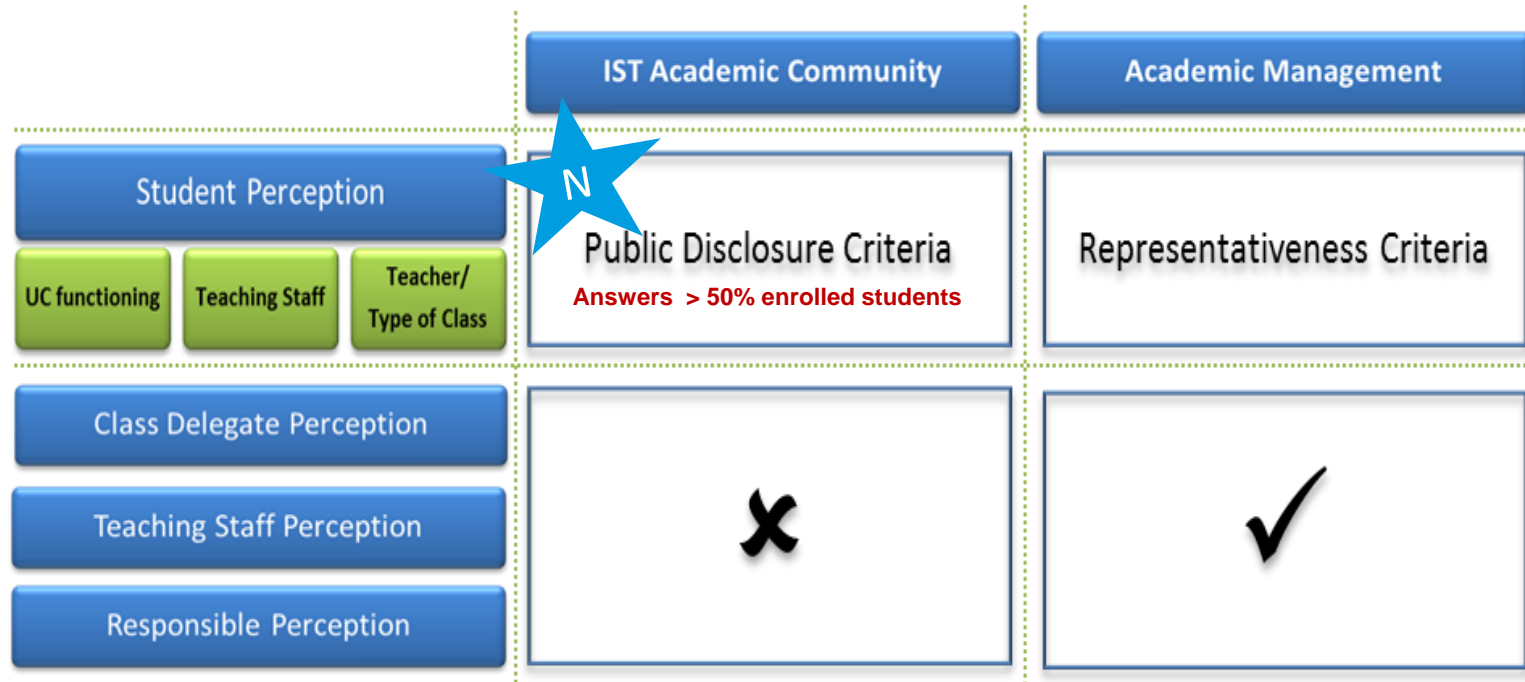 IST Academic Community
Academic Management
Student Perception
N
UC functioning
Teaching Staff
Teacher/
Type of Class
Public Disclosure Criteria
Answers > 50% enrolled students
Representativeness Criteria
Class Delegate Perception
Teaching Staff Perception
Responsible Perception
✘
✓